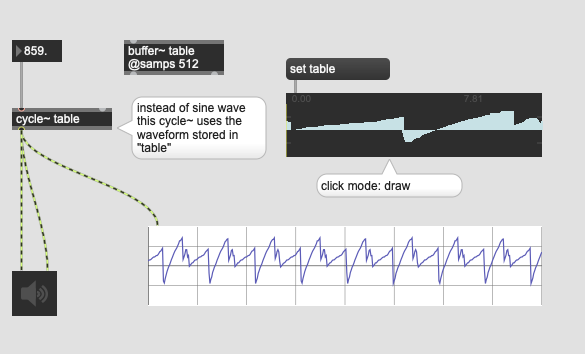 859.
buffer~ table
@samps 512
set table
0.00
7.81
cycle~ table
instead of sine wave
this cycle~ uses the
waveform stored in
"table"
click mode: draw